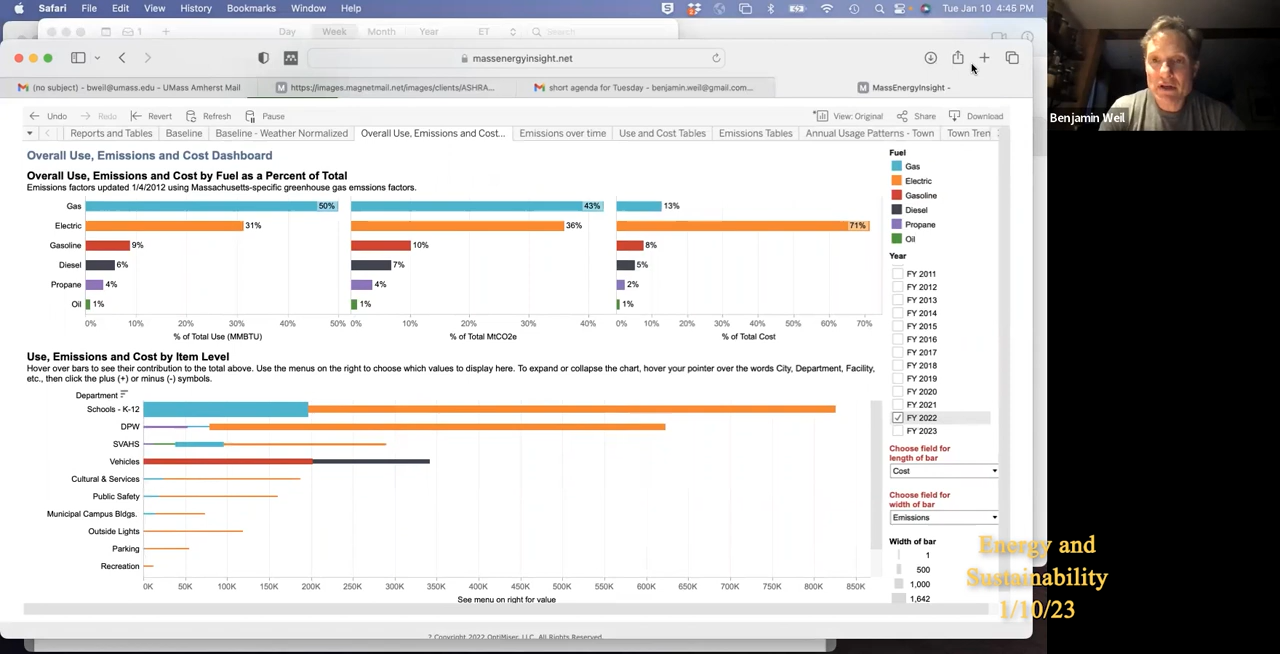 Safari File Edit View History Bookmarks Window Help Tue Jan 10 4:45 PM
Day Week Month Year ET Search
massenergyinsight.net
(no subject) - bweil@umass.edu - UMass Amherst Mail https://images.magnetmail.net/images/clients/ASHRA... short agenda for Tuesday - benjamin.weil@gmail.com... MassEnergyInsight -
Undo Redo Revert Refresh Pause View: Original Share Download
Reports and Tables Baseline Baseline - Weather Normalized Overall Use, Emissions and Cost... Emissions over time Use and Cost Tables Emissions Tables Annual Usage Patterns - Town Town Tren
Overall Use, Emissions and Cost Dashboard
Overall Use, Emissions and Cost by Fuel as a Percent of Total
Emissions factors updated 1/4/2012 using Massachusetts-specific greenhouse gas emssions factors.
Gas 50% 43% 13%
Electric 31% 36% 71%
Gasoline 9% 10% 8%
Diesel 6% 7% 5%
Propane 4% 4% 2%
Oil 1% 1% 1%
0% 10% 20% 30% 40% 50% 0% 10% 20% 30% 40% 0% 10% 20% 30% 40% 50% 60% 70%
% of Total Use (MMBTU) % of Total MtCO2e % of Total Cost
Use, Emissions and Cost by Item Level
Hover over bars to see their contribution to the total above. Use the menus on the right to choose which values to display here. To expand or collapse the chart, hover your pointer over the words City, Department, Facility,
etc., then click the plus (+) or minus (-) symbols.
Department
Schools - K-12
DPW
SVAHS
Vehicles
Cultural & Services
Public Safety
Municipal Campus Bldgs.
Outside Lights
Parking
Recreation
0K 50K 100K 150K 200K 250K 300K 350K 400K 450K 500K 550K 600K 650K 700K 750K 800K 850K
See menu on right for value
Fuel
Gas
Electric
Gasoline
Diesel
Propane
Oil
Year
FY 2011
FY 2012
FY 2013
FY 2014
FY 2015
FY 2016
FY 2017
FY 2018
FY 2019
FY 2020
FY 2021
FY 2022
FY 2023
Choose field for
length of bar
Cost
Choose field for
width of bar
Emissions
Width of bar
1
500
1,000
1,642
? Copyright 2022 OptiMiser, LLC. All Rights Reserved.
Benjamin Weil
Energy and
Sustainability
1/10/23